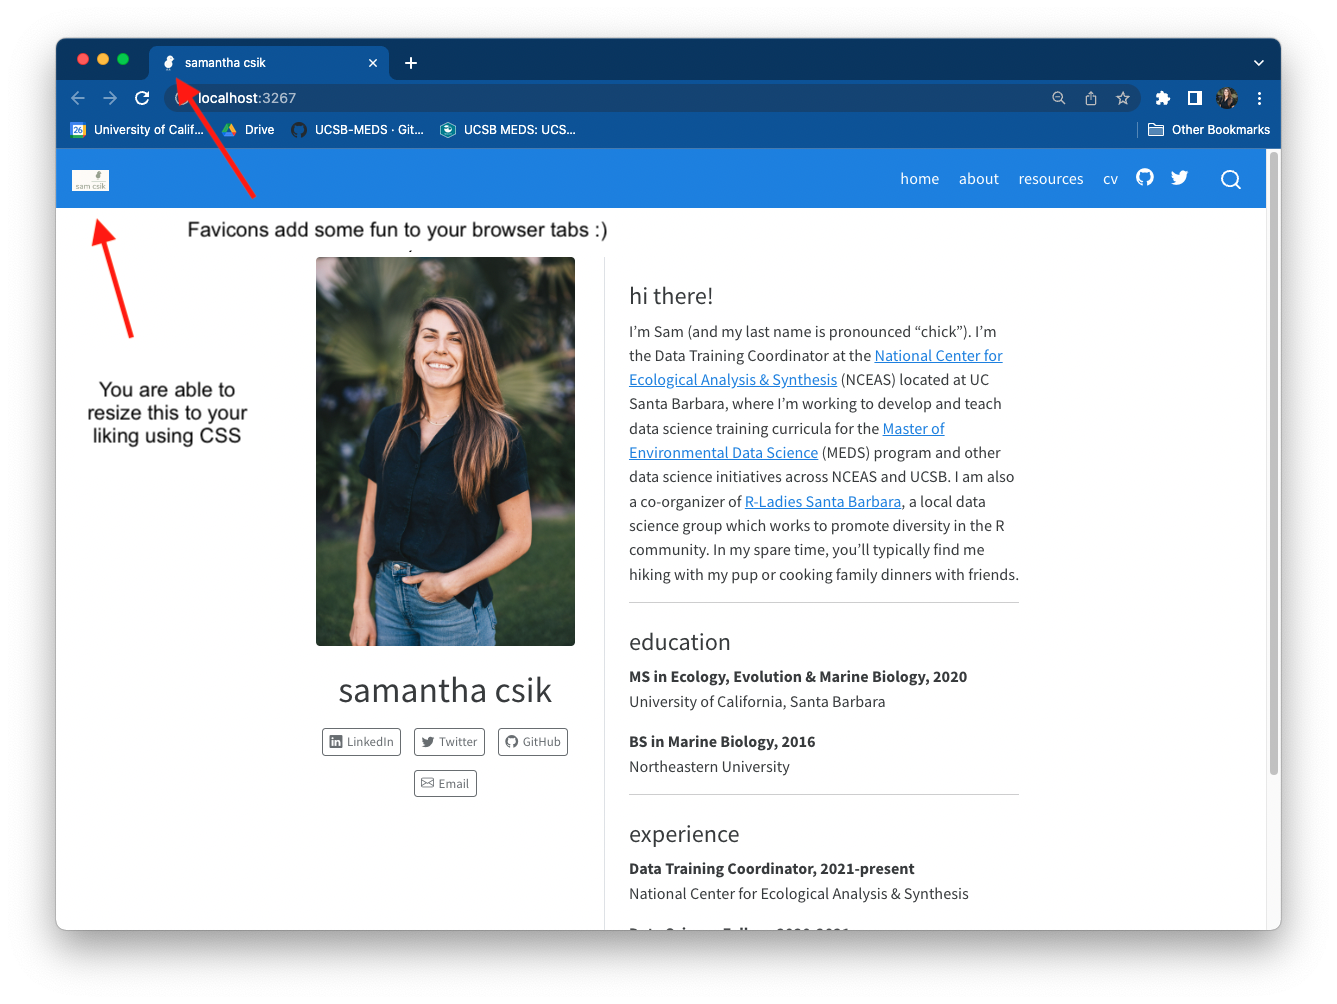 samantha csik
localhost:3267
University of Calif...
Drive
UCSB-MEDS · Git...
UCSB MEDS: UCS...
Other Bookmarks
sam csik
home
about
resources
cv
Favicons add some fun to your browser tabs :)
You are able to
resize this to your
liking using CSS
samantha csik
LinkedIn
Twitter
GitHub
Email
hi there!
I’m Sam (and my last name is pronounced “chick”). I’m
the Data Training Coordinator at the National Center for
Ecological Analysis & Synthesis (NCEAS) located at UC
Santa Barbara, where I’m working to develop and teach
data science training curricula for the Master of
Environmental Data Science (MEDS) program and other
data science initiatives across NCEAS and UCSB. I am also
a co-organizer of R-Ladies Santa Barbara, a local data
science group which works to promote diversity in the R
community. In my spare time, you’ll typically find me
hiking with my pup or cooking family dinners with friends.
education
MS in Ecology, Evolution & Marine Biology, 2020
University of California, Santa Barbara
BS in Marine Biology, 2016
Northeastern University
experience
Data Training Coordinator, 2021-present
National Center for Ecological Analysis & Synthesis